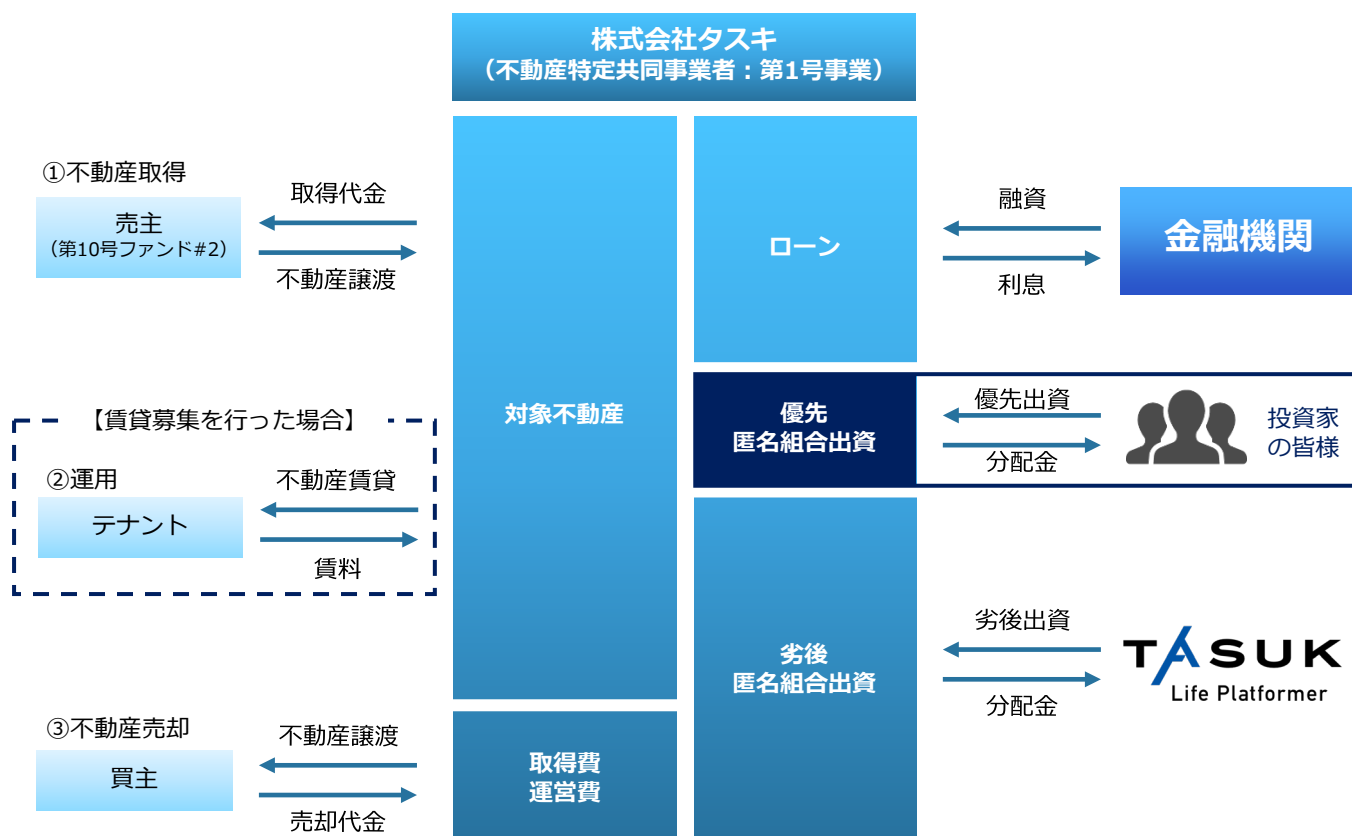 株式会社タスキ
（不動産特定共同事業者：第1号事業）
①不動産取得
売主
（第10号ファンド#2）
取得代金
不動産譲渡
【賃貸募集を行った場合】
②運用
テナント
不動産賃貸
賃料
③不動産売却
買主
不動産譲渡
売却代金
対象不動産
取得費
運営費
ローン
優先
匿名組合出資
劣後
匿名組合出資
融資
利息
金融機関
優先出資
分配金
投資家
の皆様
劣後出資
分配金
TASUK
Life Platformer